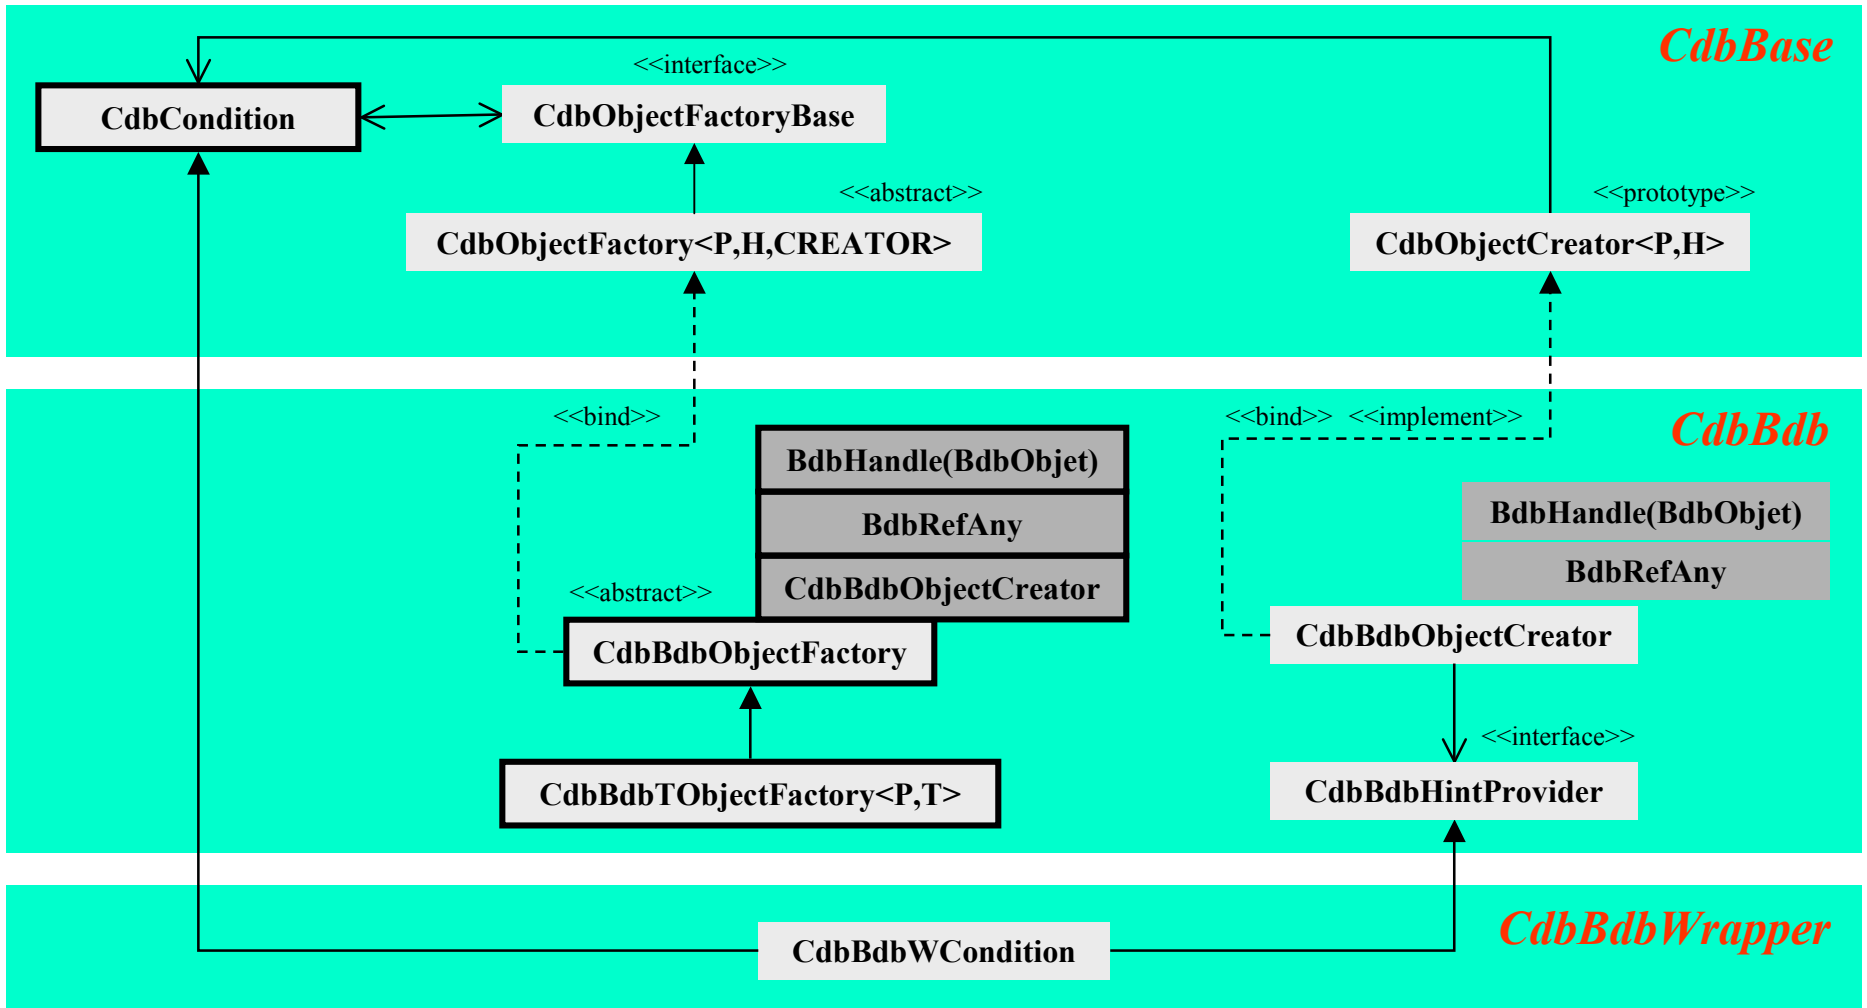 CdbBase
<<interface>>
CdbCondition
CdbObjectFactoryBase
<<abstract>>
<<prototype>>
CdbObjectFactory<P,H,CREATOR>
CdbObjectCreator<P,H>
<<bind>>
<<bind>> <<implement>>
CdbBdb
BdbHandle(BdbObjet)
BdbRefAny
CdbBdbObjectCreator
BdbHandle(BdbObjet)
BdbRefAny
<<abstract>>
CdbBdbObjectFactory
CdbBdbObjectCreator
<<interface>>
CdbBdbTObjectFactory<P,T>
CdbBdbHintProvider
CdbBdbWrapper
CdbBdbWCondition